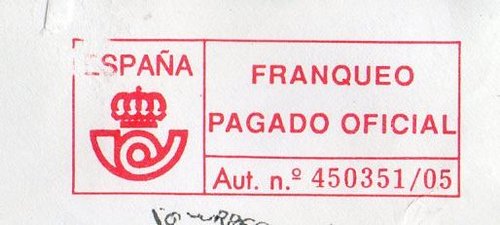 ESPAÑA
FRANQUEO
PAGADO OFICIAL
Aut. n.º 450351/05